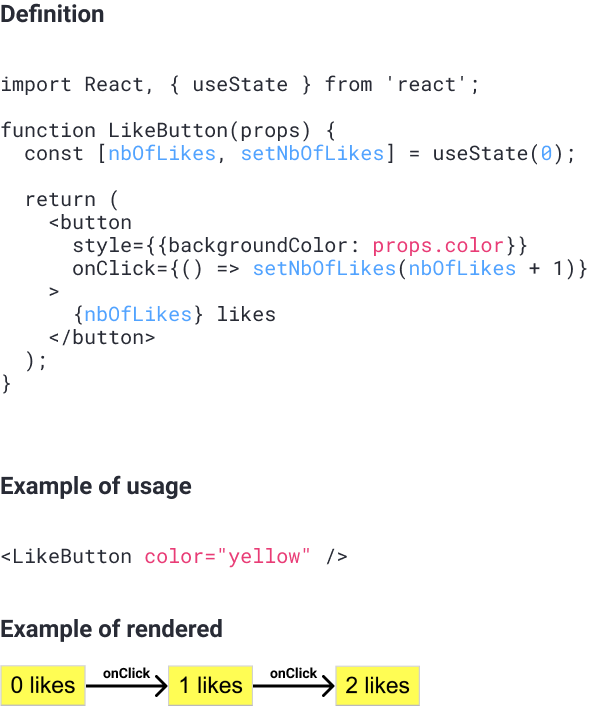 Definition
import React, { useState } from 'react';
function LikeButton(props) {
  const [nbOfLikes, setNbOfLikes] = useState(0);
  return (
    <button
      style={{backgroundColor: props.color}}
      onClick={() => setNbOfLikes(nbOfLikes + 1)}
    >
      {nbOfLikes} likes
    </button>
  );
}
Example of usage
<LikeButton color="yellow" />
Example of rendered
0 likes onClick 1 likes onClick 2 likes